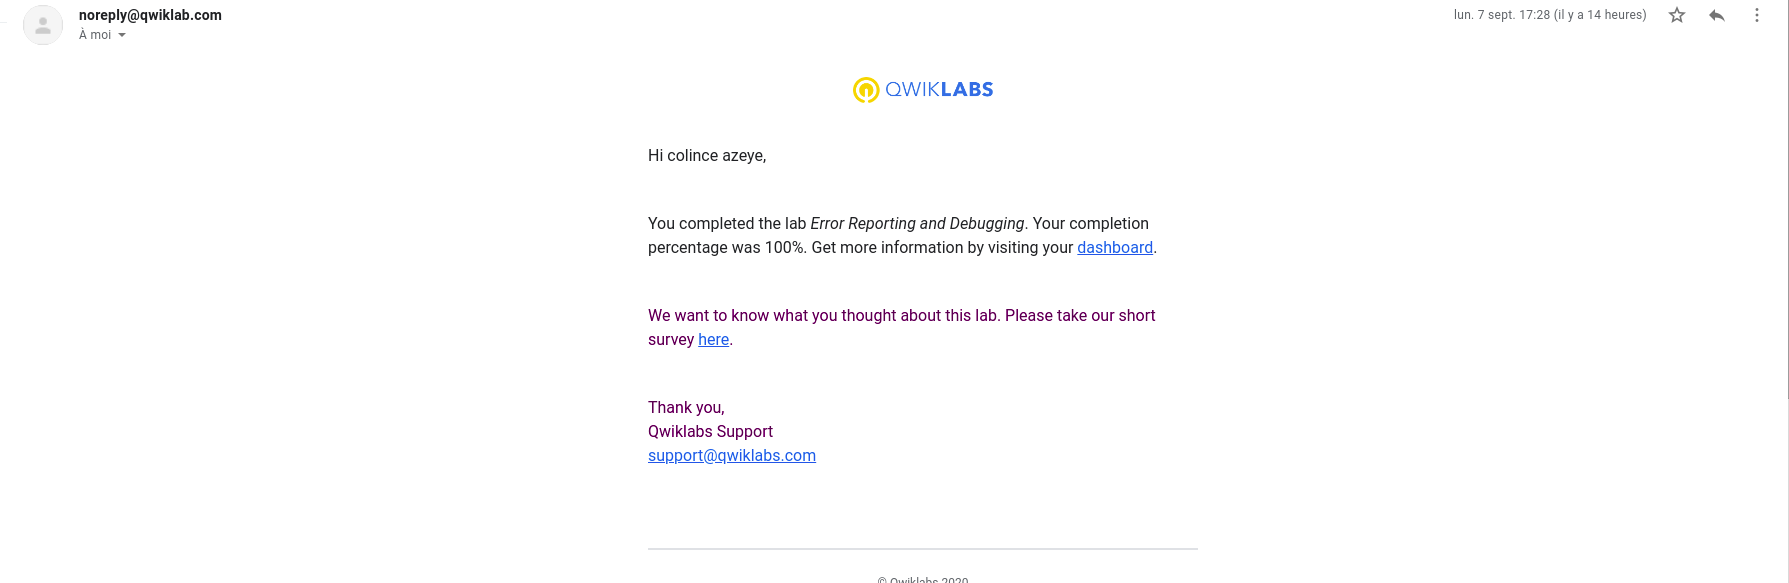 noreply@qwiklab.com
lun. 7 sept. 17:28 (il y a 14 heures)
À moi
QWIKLABS
Hi colince azeye,
You completed the lab Error Reporting and Debugging. Your completion
percentage was 100%. Get more information by visiting your dashboard.
We want to know what you thought about this lab. Please take our short
survey here.
Thank you,
Qwiklabs Support
support@qwiklabs.com
© Qwiklabs 2020